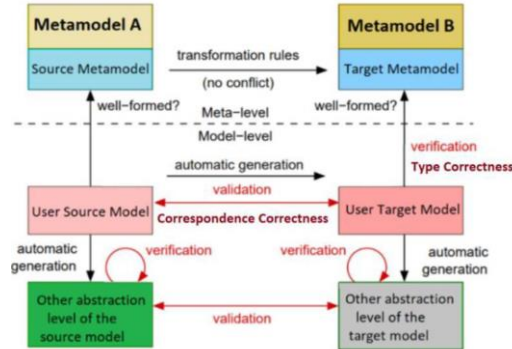 Metamodel A
Metamodel B
Source Metamodel
transformation rules
(no conflict)
Target Metamodel
well-formed?
Meta-level
well-formed?
Model-level
verification
Type Correctness
automatic generation
validation
User Source Model
Correspondence Correctness
User Target Model
automatic
generation
verification
verification
automatic
generation
Other abstraction
level of the
source model
validation
Other abstraction
level of the
target model